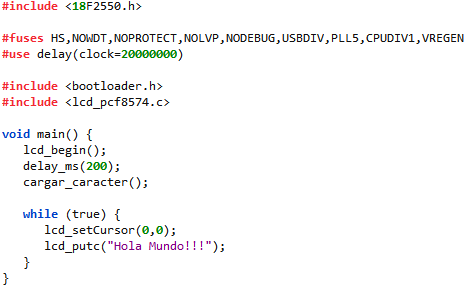 #include <18F2550.h>
#fuses HS,NOWDT,NOPROTECT,NOLVP,NODEBUG,USBDIV,PLL5,CPUDIV1,VREGEN
#use delay(clock=20000000)
#include <bootloader.h>
#include <lcd_pcf8574.c>
void main() {
lcd_begin();
delay_ms(200);
cargar_caracter();
while (true) {
lcd_setCursor(0,0);
lcd_putc("Hola Mundo!!!");
}
}